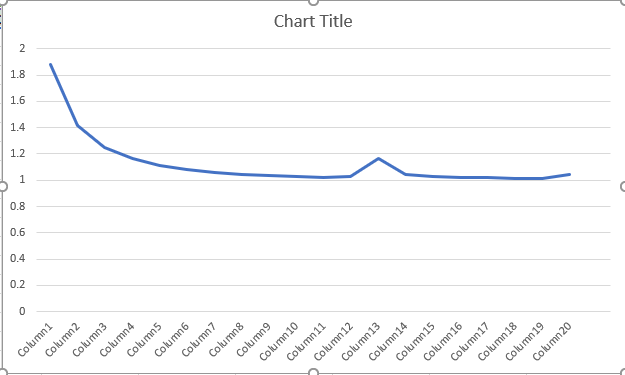 Chart Title
2
1.8
1.6
1.4
1.2
1
0.8
0.6
0.4
0.2
0
Column1
Column2
Column3
Column4
Column5
Column6
Column7
Column8
Column9
Column10
Column11
Column12
Column13
Column14
Column15
Column16
Column17
Column18
Column19
Column20